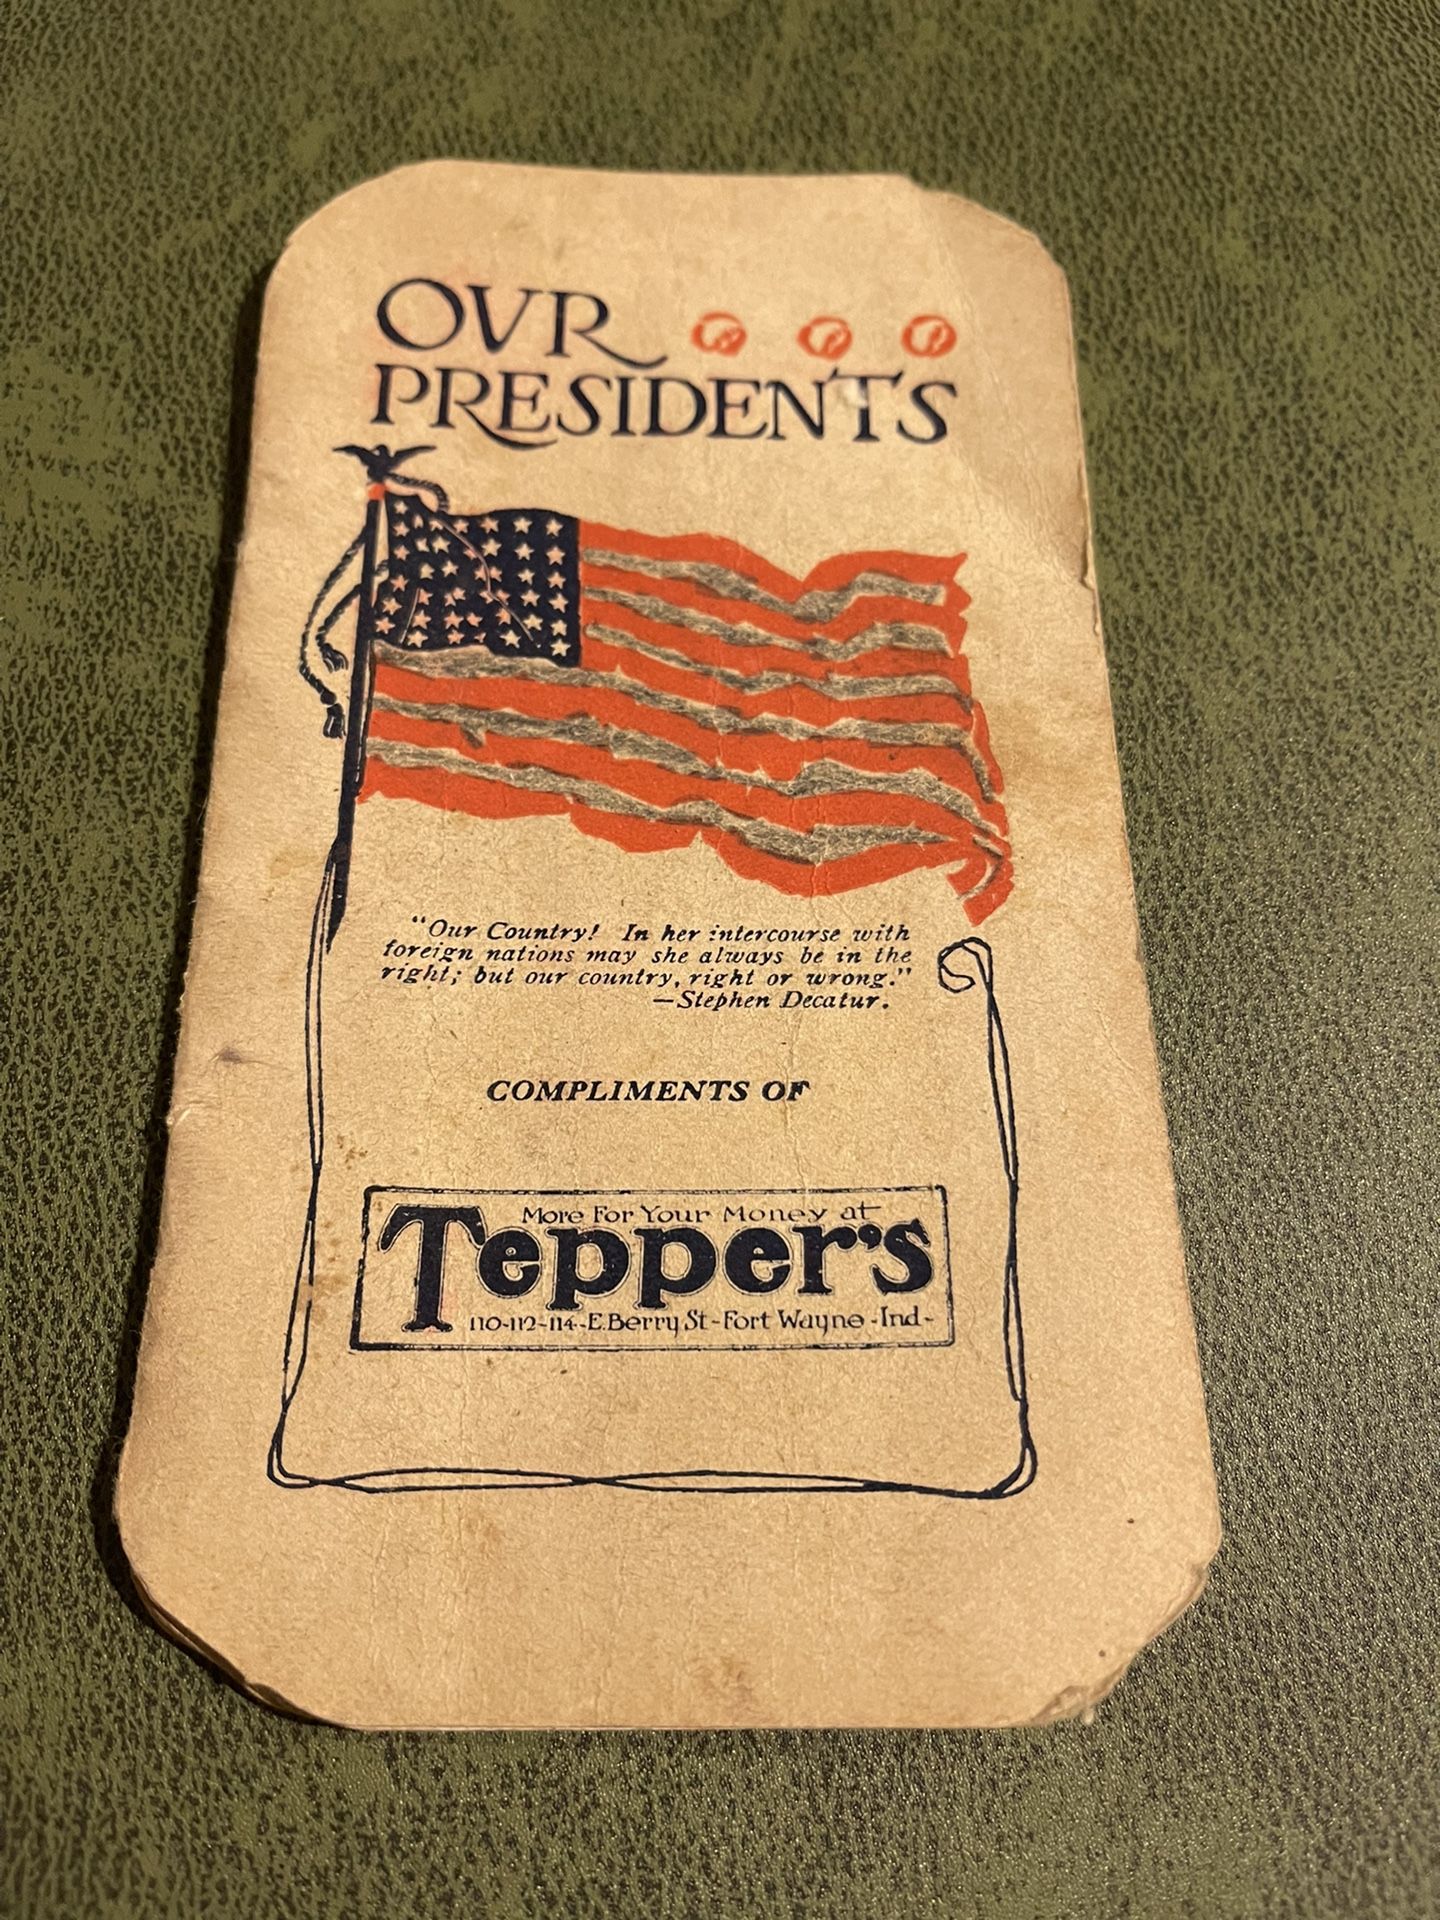 OVR
PRESIDENTS
"Our Country! In her intercourse with
foreign nations may she always be in the
right; but our country, right or wrong."
—Stephen Decatur.
COMPLIMENTS OF
More For Your Money at
Tepper's
110-112-114-E. Berry St-Fort Wayne-Ind-